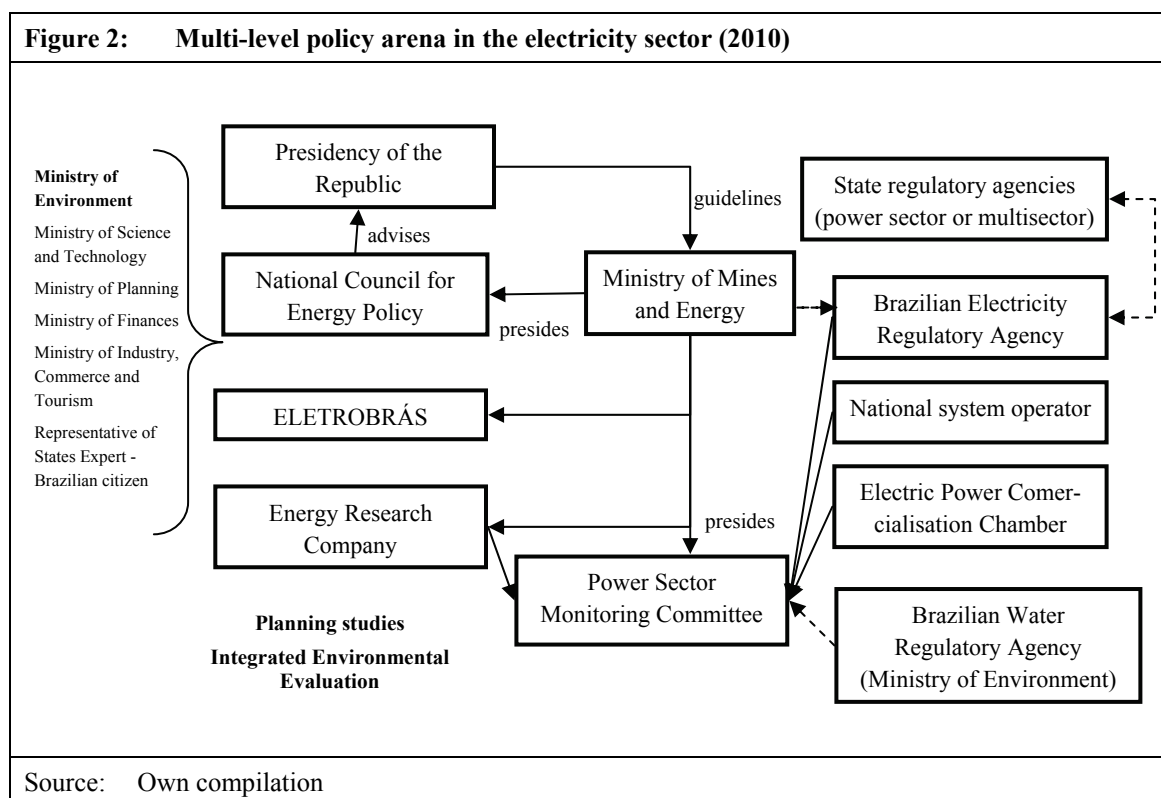 Figure 2: Multi-level policy arena in the electricity sector (2010)
Ministry of
Environment
Ministry of Science
and Technology
Ministry of Planning
Ministry of Finances
Ministry of Industry,
Commerce and
Tourism
Representative of
States Expert -
Brazilian citizen
Presidency of the
Republic
advises
National Council for
Energy Policy
presides
ELETROBRÁS
Energy Research
Company
Planning studies
Integrated Environmental
Evaluation
guidelines
Ministry of Mines
and Energy
presides
Power Sector
Monitoring Committee
State regulatory agencies
(power sector or multisector)
Brazilian Electricity
Regulatory Agency
National system operator
Electric Power Comer-
cialisation Chamber
Brazilian Water
Regulatory Agency
(Ministry of Environment)
Source: Own compilation